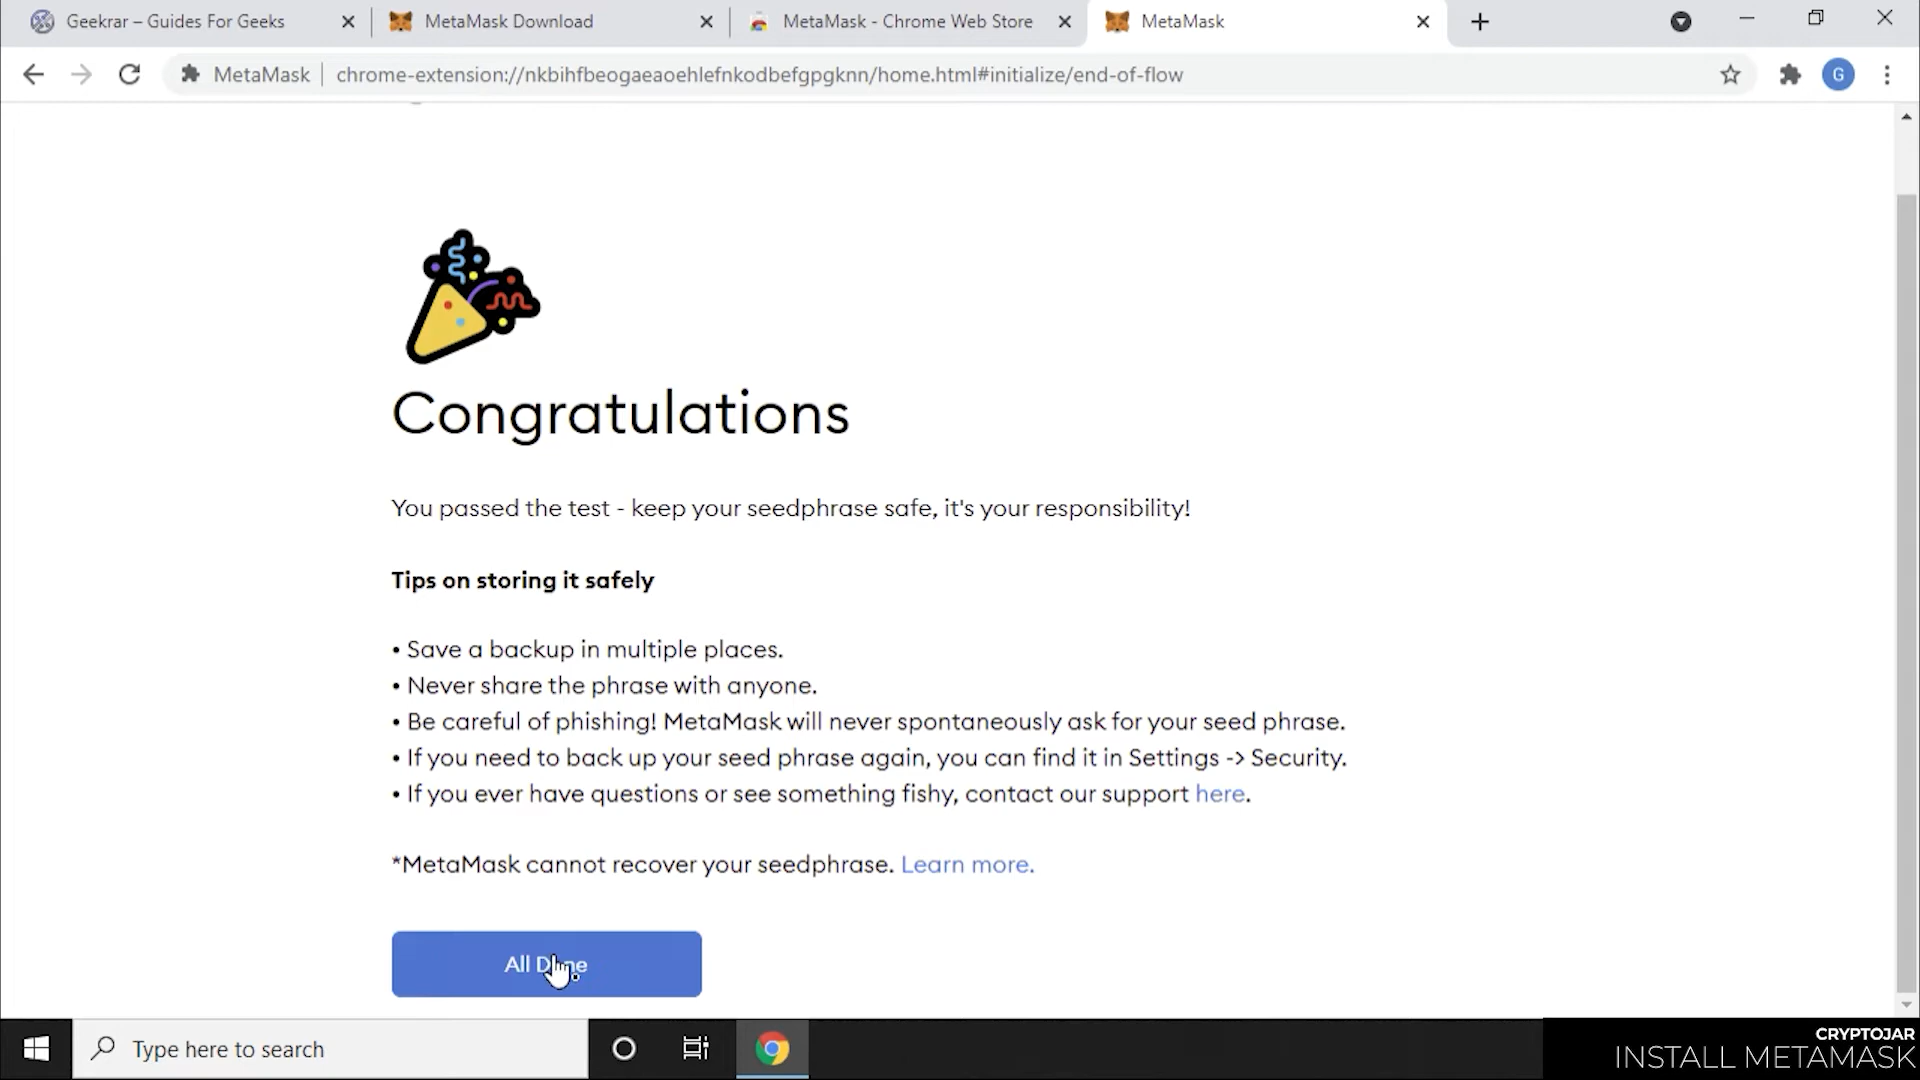 Geekrar – Guides For Geeks
MetaMask Download
MetaMask - Chrome Web Store
MetaMask
MetaMask
chrome-extension://nkbihfbeogaeaoehlefnkodbefgpgknn/home.html#initialize/end-of-flow
G
Congratulations
You passed the test - keep your seedphrase safe, it's your responsibility!
Tips on storing it safely
• Save a backup in multiple places.
• Never share the phrase with anyone.
• Be careful of phishing! MetaMask will never spontaneously ask for your seed phrase.
• If you need to back up your seed phrase again, you can find it in Settings -> Security.
• If you ever have questions or see something fishy, contact our support here.
*MetaMask cannot recover your seedphrase. Learn more.
All Done
Type here to search
CRYPTOJAR
INSTALL METAMASK